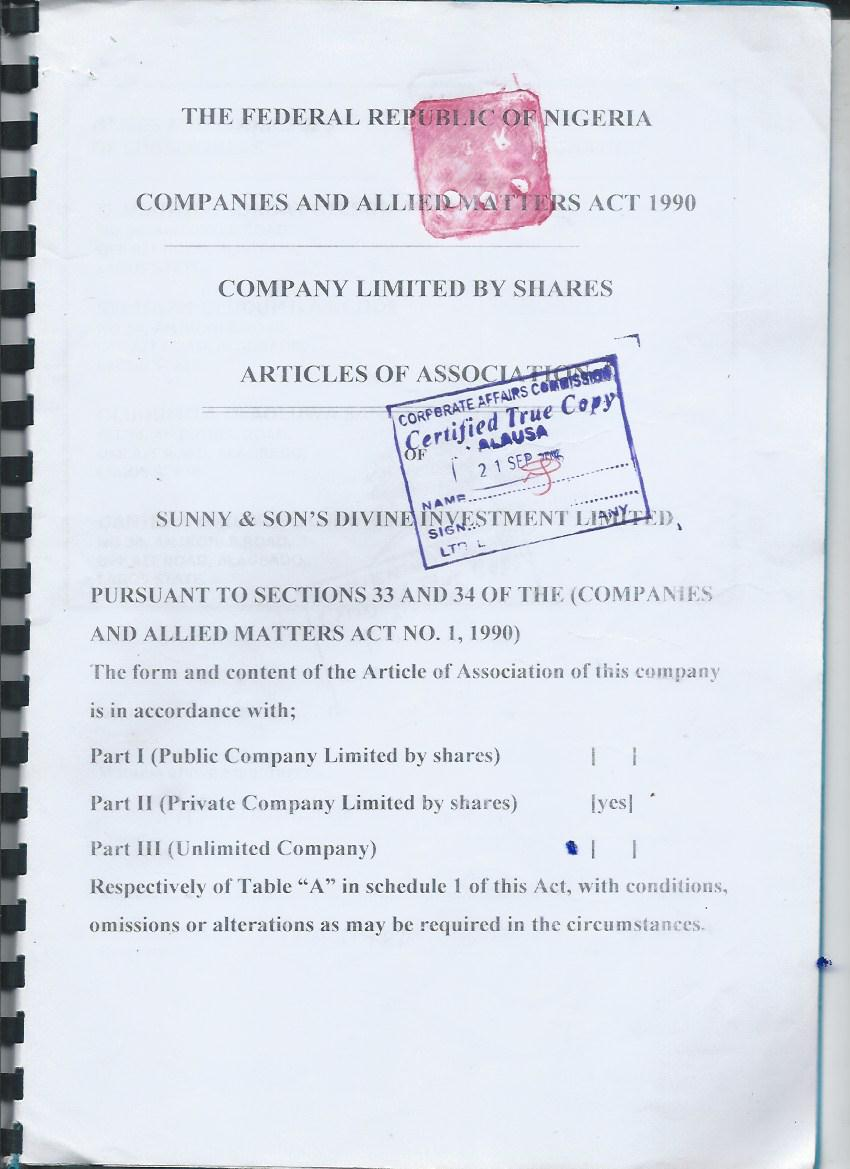 THE FEDERAL REPUBLIC OF NIGERIA
COMPANIES AND ALLIED MATTERS ACT 1990
COMPANY LIMITED BY SHARES
ARTICLES OF ASSOCIATION
CORPORATE AFFAIRS COMMISSION
Certified True Copy
ALAUSA
OF
21 SEP
NAME
SUNNY & SON'S DIVINE INVESTMENT LIMITED
SIGN
PURSUANT TO SECTIONS 33 AND 34 OF THE (COMPANIES
AND ALLIED MATTERS ACT NO. 1, 1990)
The form and content of the Article of Association of this company
is in accordance with;
Part I (Public Company Limited by shares) | |
Part II (Private Company Limited by shares) |yes|
Part III (Unlimited Company) | |
Respectively of Table “A” in schedule 1 of this Act, with conditions,
omissions or alterations as may be required in the circumstances.